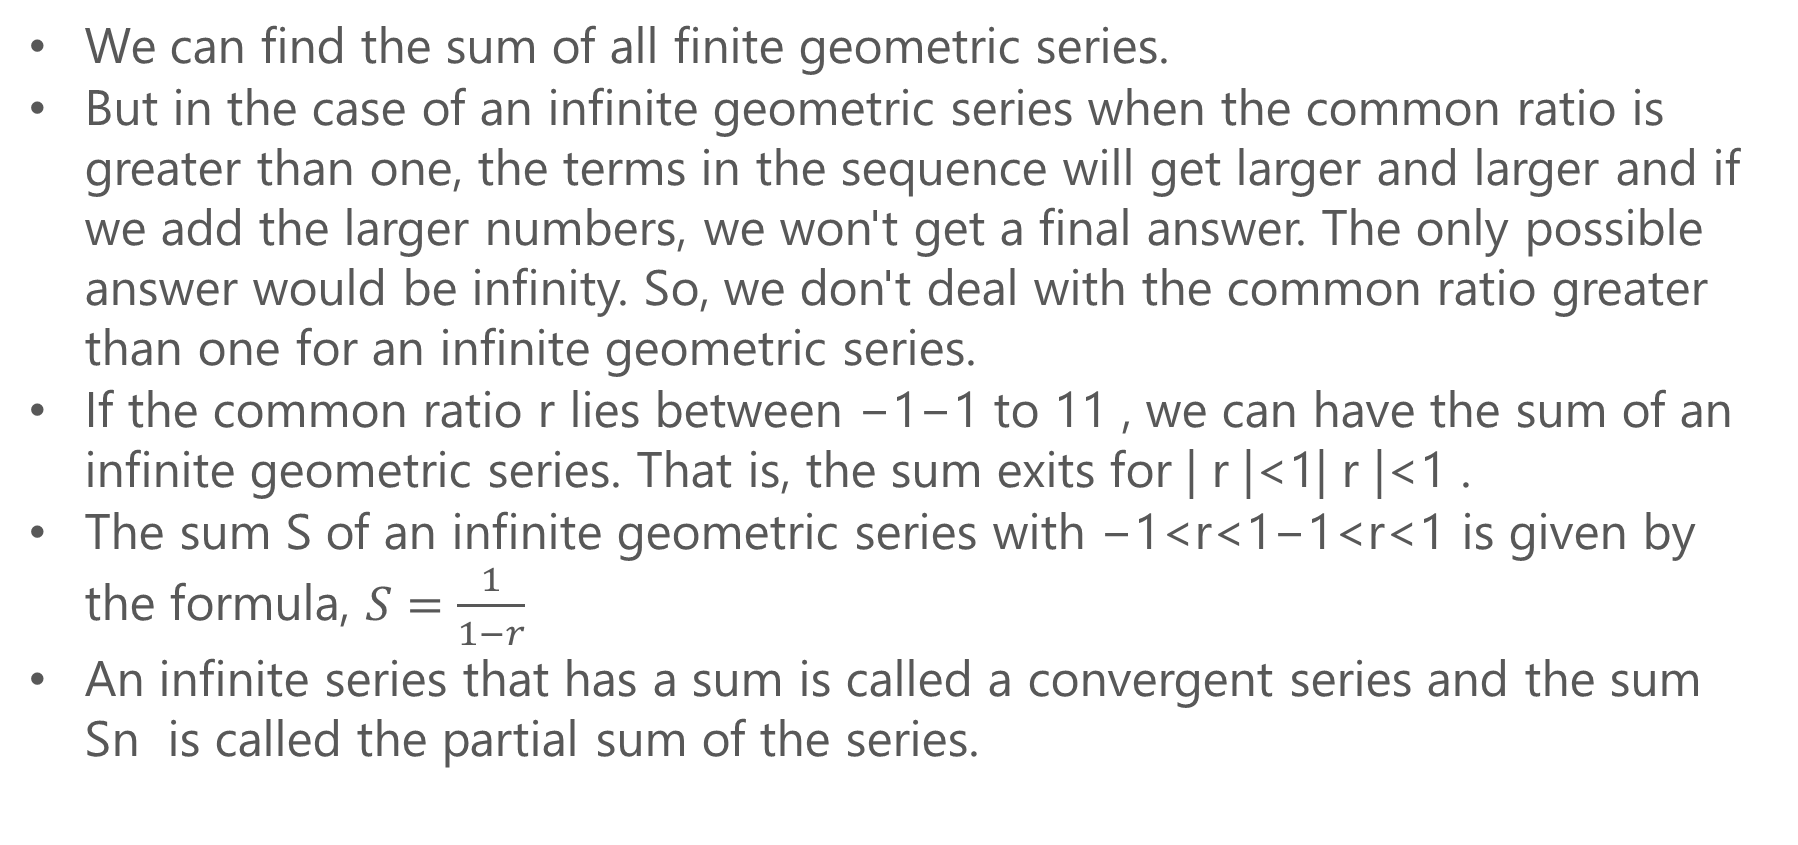 • We can find the sum of all finite geometric series.
• But in the case of an infinite geometric series when the common ratio is
greater than one, the terms in the sequence will get larger and larger and if
we add the larger numbers, we won't get a final answer. The only possible
answer would be infinity. So, we don't deal with the common ratio greater
than one for an infinite geometric series.
• If the common ratio r lies between −1−1 to 11 , we can have the sum of an
infinite geometric series. That is, the sum exits for | r |<1| r |<1 .
• The sum S of an infinite geometric series with −1<r<1−1<r<1 is given by
the formula, S = 1/(1−r)
• An infinite series that has a sum is called a convergent series and the sum
Sn  is called the partial sum of the series.